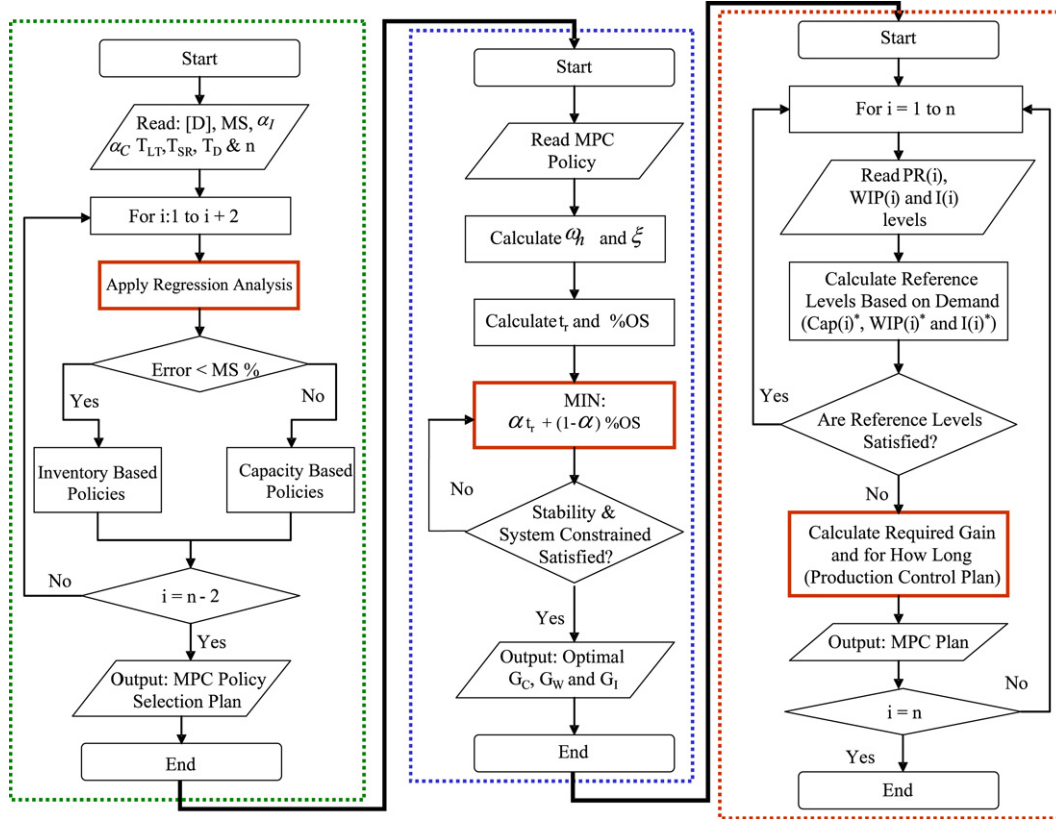 Start
Read: [D], MS, α_I
α_C T_LT, T_SR, T_D & n
For i:1 to i + 2
Apply Regression Analysis
Error < MS %
Yes
No
Inventory Based
Policies
Capacity Based
Policies
No
i = n - 2
Yes
Output: MPC Policy
Selection Plan
End
Start
Read MPC
Policy
Calculate ω_n and ξ
Calculate t_r and %OS
MIN:
α t_r + (1-α) %OS
No
Stability &
System Constrained
Satisfied?
Yes
Output: Optimal
G_C, G_W and G_I
End
Start
For i = 1 to n
Read PR(i),
WIP(i) and I(i)
levels
Calculate Reference
Levels Based on Demand
(Cap(i)*, WIP(i)* and I(i)*)
Yes
Are Reference Levels
Satisfied?
No
Calculate Required Gain
and for How Long
(Production Control Plan)
Output: MPC Plan
No
i = n
Yes
End